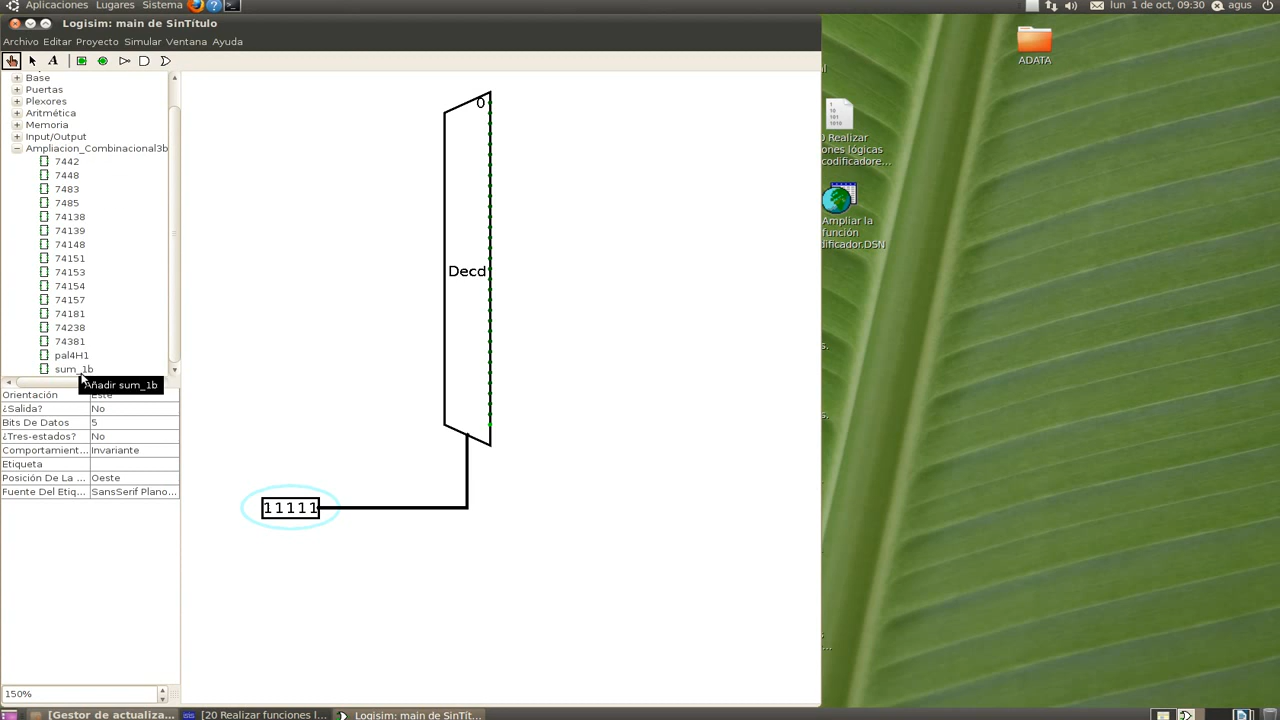 Aplicaciones Lugares Sistema
lun 1 de oct, 09:30 agus
Logisim: main de SinTítulo
Archivo Editar Proyecto Simular Ventana Ayuda
A
Base
Puertas
Plexores
Aritmética
Memoria
Input/Output
Ampliacion_Combinacional3b
7442
7448
7483
7485
74138
74139
74148
74151
74153
74154
74157
74181
74238
74381
pal4H1
sum_1b
Añadir sum_1b
Orientación Este
¿Salida? No
Bits De Datos 5
¿Tres-estados? No
Comportamient... Invariante
Etiqueta
Posición De La ... Oeste
Fuente Del Etiq... SansSerif Plano...
150%
0
Decd
11111
ADATA
0 Realizar
ones lógicas
codificadore...
Ampliar la
función
dificador.DSN
[Gestor de actualiza... [20 Realizar funciones l... Logisim: main de SinTít...